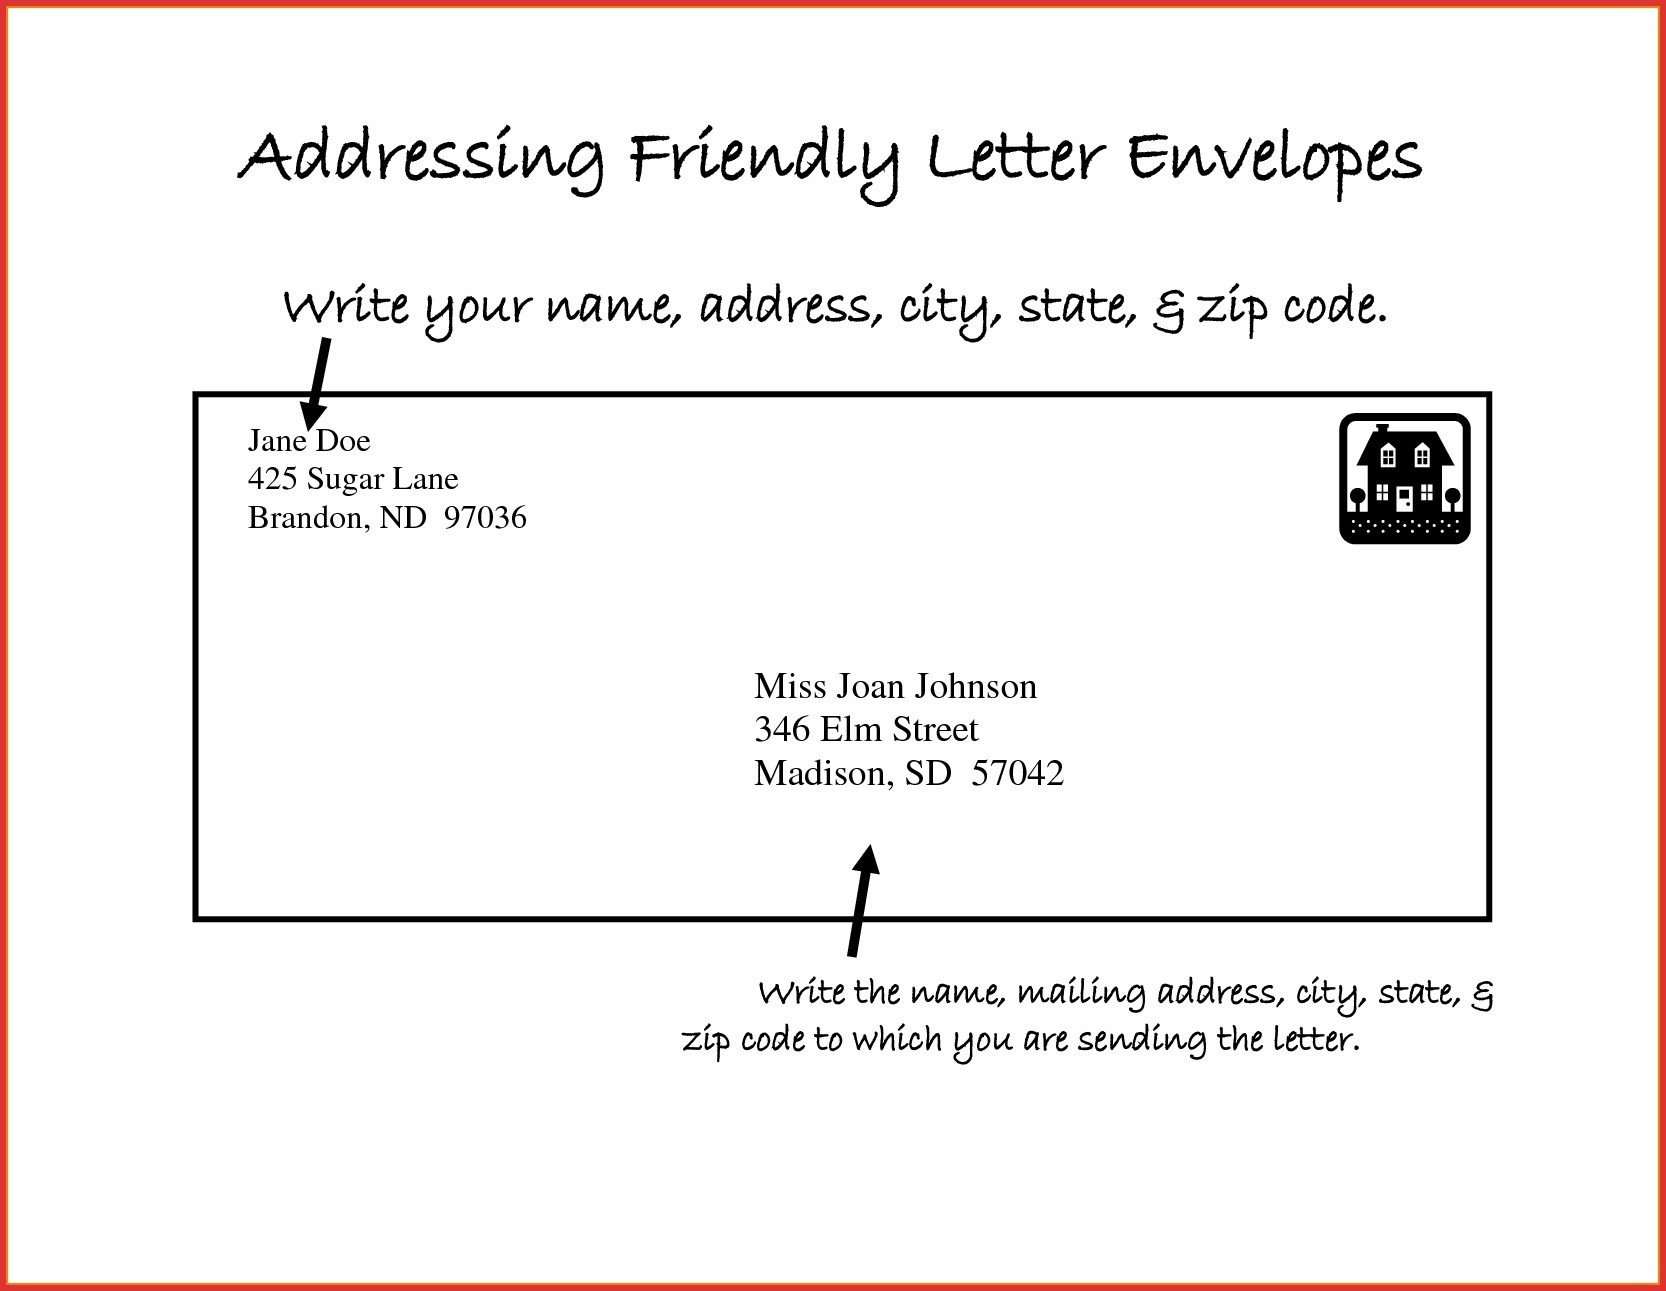 Addressing Friendly Letter Envelopes
Write your name, address, city, state, & zip code.
Jane Doe
425 Sugar Lane
Brandon, ND  97036
Miss Joan Johnson
346 Elm Street
Madison, SD  57042
Write the name, mailing address, city, state, &
zip code to which you are sending the letter.